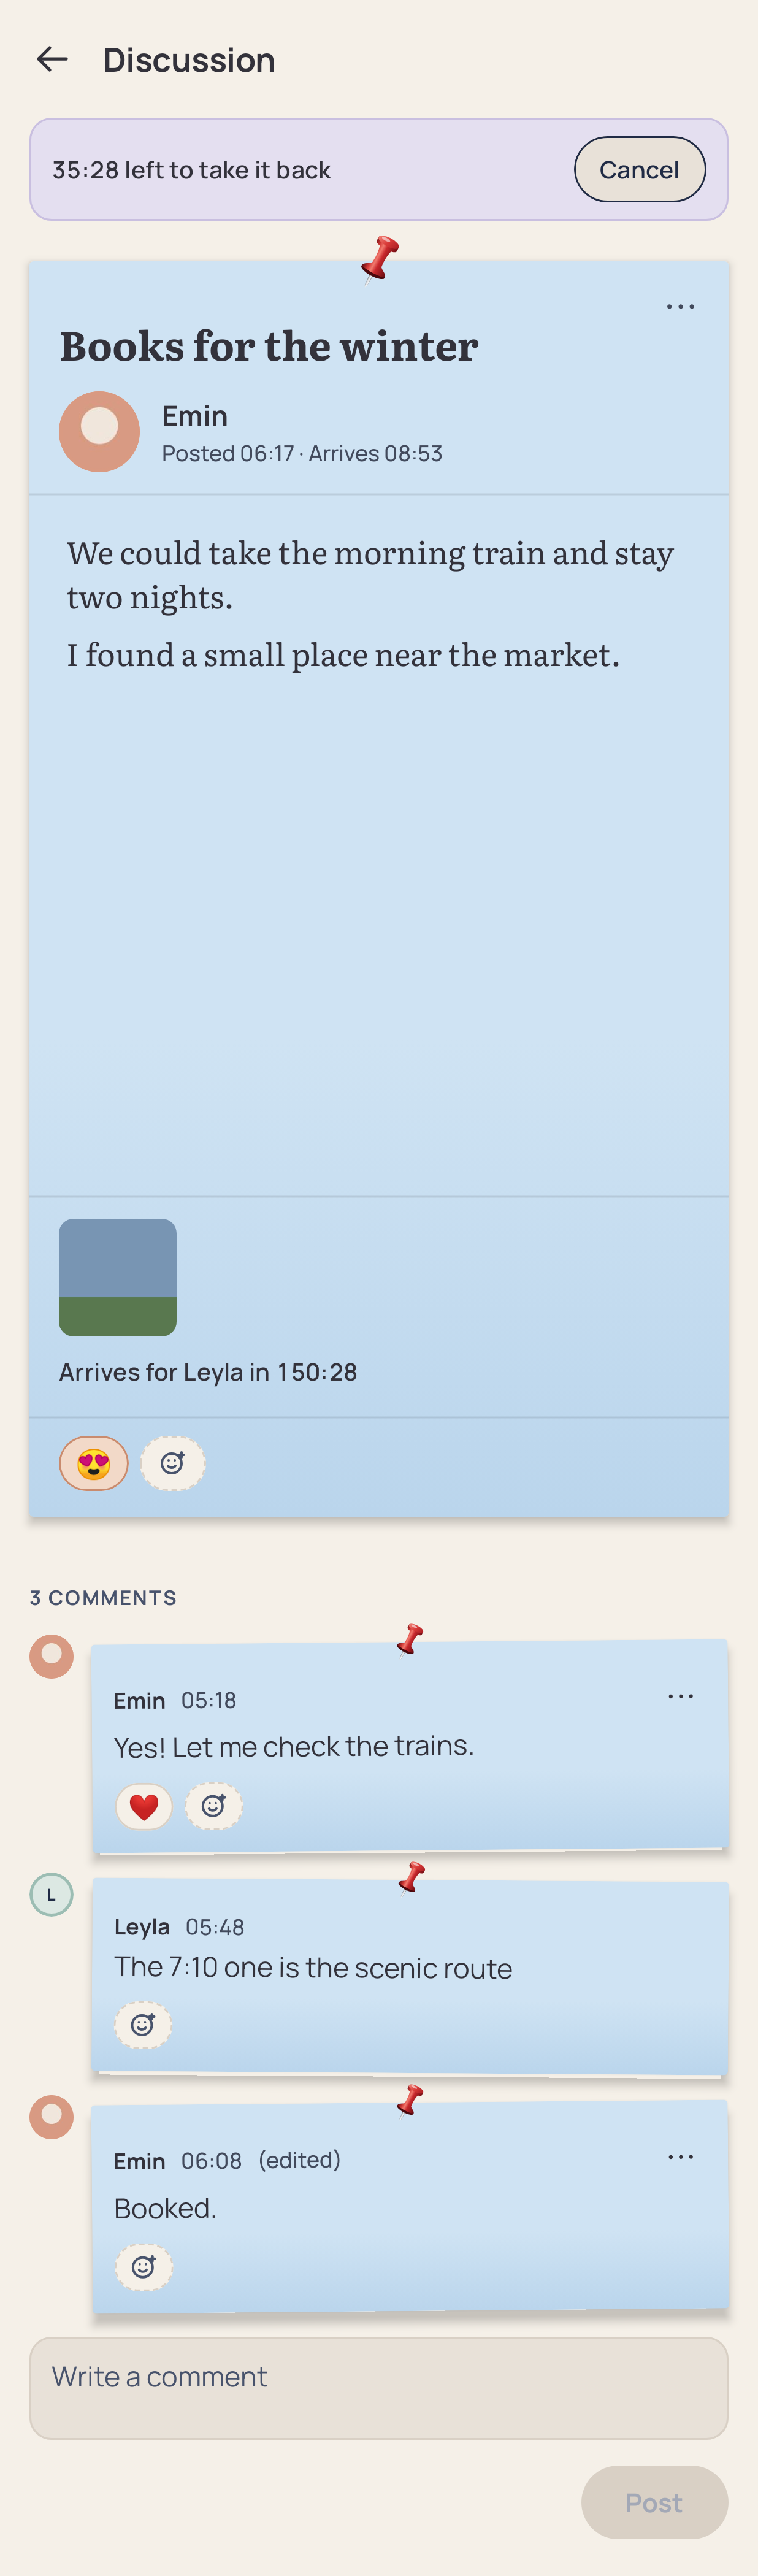 Discussion
35:28 left to take it back
Cancel
Books for the winter
Emin
Posted 06:17 · Arrives 08:53
We could take the morning train and stay
two nights.
I found a small place near the market.
Arrives for Leyla in 150:28
3 COMMENTS
Emin 05:18
Yes! Let me check the trains.
L
Leyla 05:48
The 7:10 one is the scenic route
Emin 06:08 (edited)
Booked.
Write a comment
Post